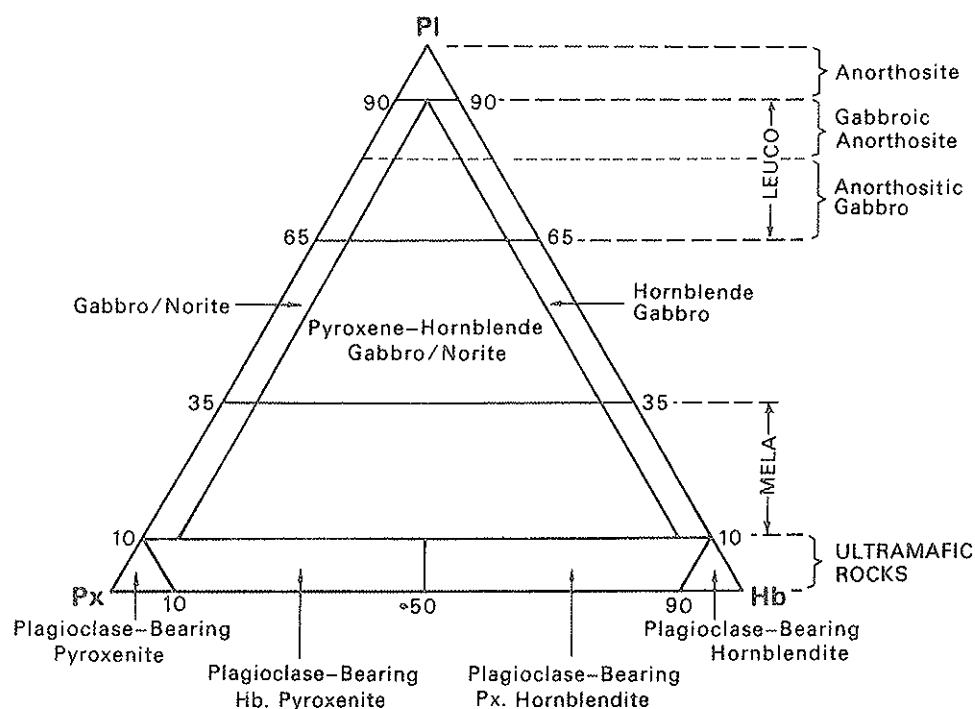 Pl
Anorthosite
90 90
Gabbroic
Anorthosite
LEUCO
Anorthositic
Gabbro
65 65
Gabbro/Norite
Hornblende
Gabbro
Pyroxene-Hornblende
Gabbro/Norite
35 35
MELA
10 10
ULTRAMAFIC
ROCKS
Px 10 50 90 Hb
Plagioclase-Bearing
Pyroxenite
Plagioclase-Bearing
Hb. Pyroxenite
Plagioclase-Bearing
Px. Hornblendite
Plagioclase-Bearing
Hornblendite